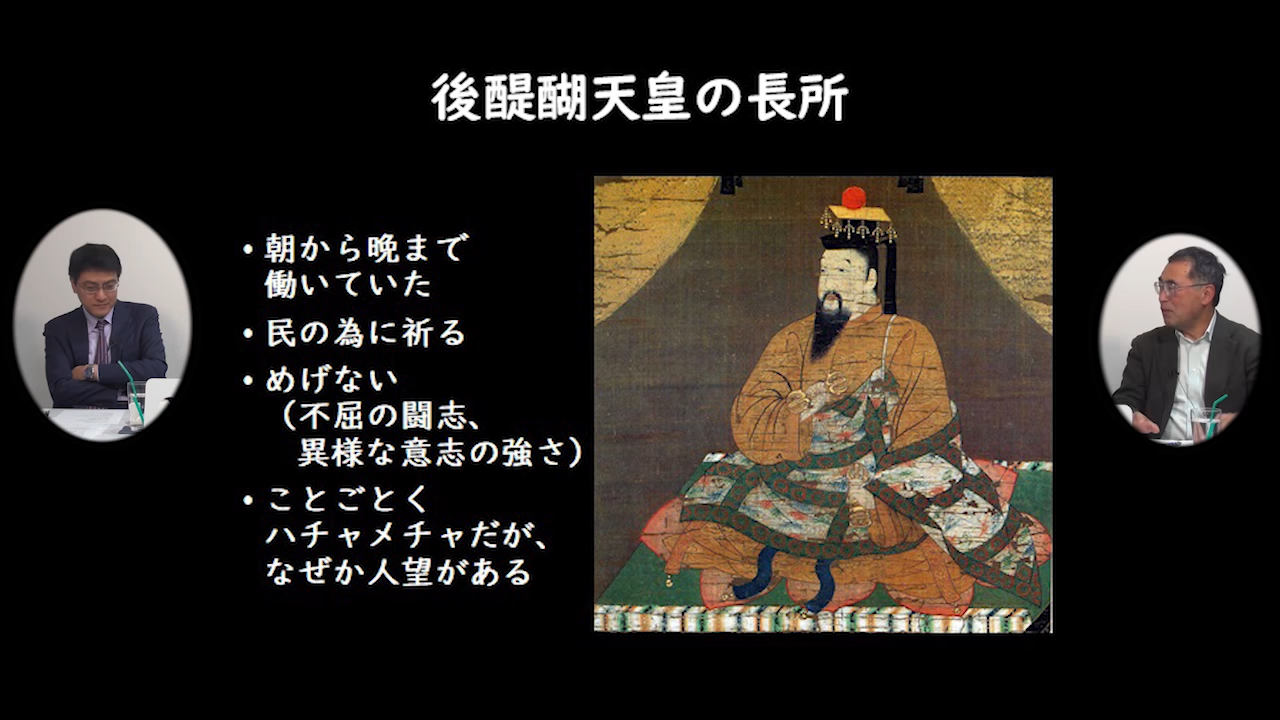 後醍醐天皇の長所
・朝から晩まで
働いていた
・民の為に祈る
・めげない
（不屈の闘志、
異様な意志の強さ）
・ことごとく
ハチャメチャだが、
なぜか人望がある